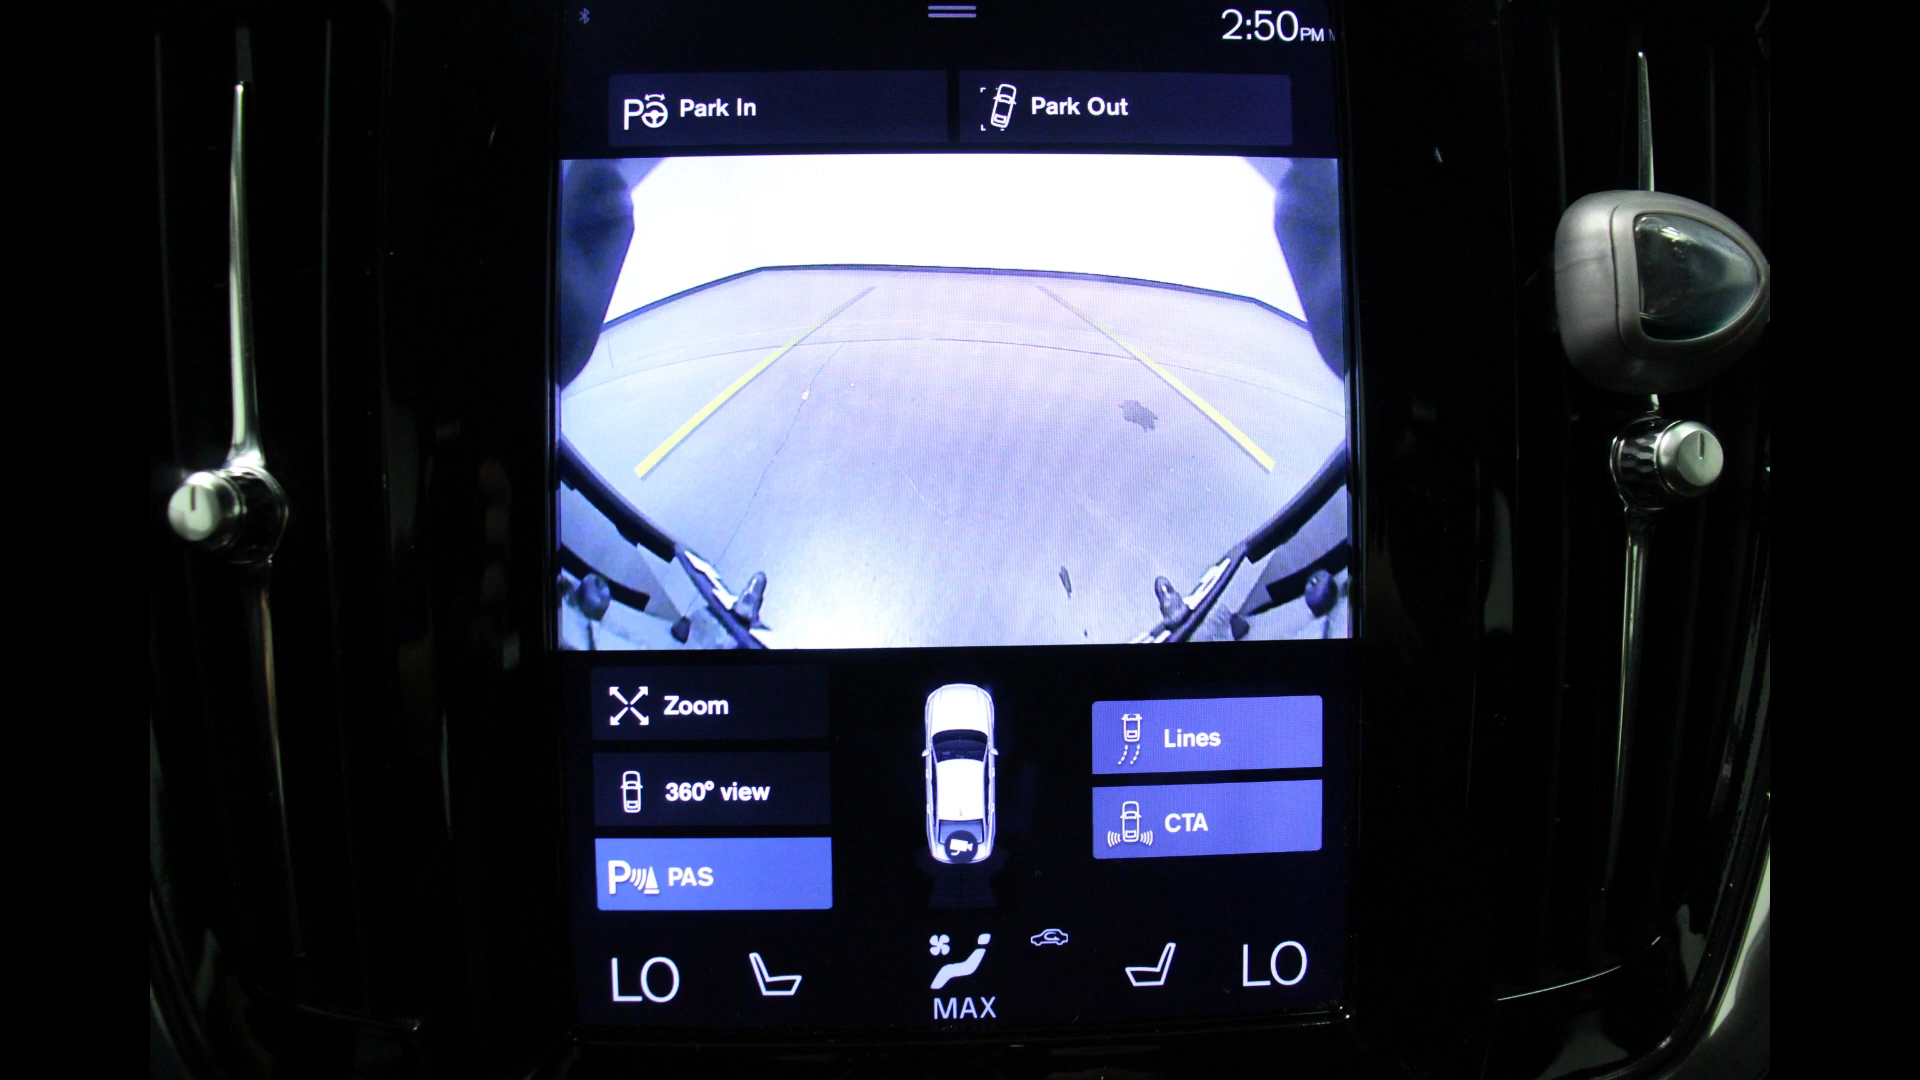 2:50PM
Park In
Park Out
Zoom
360° view
P PAS
Lines
CTA
LO
MAX
LO